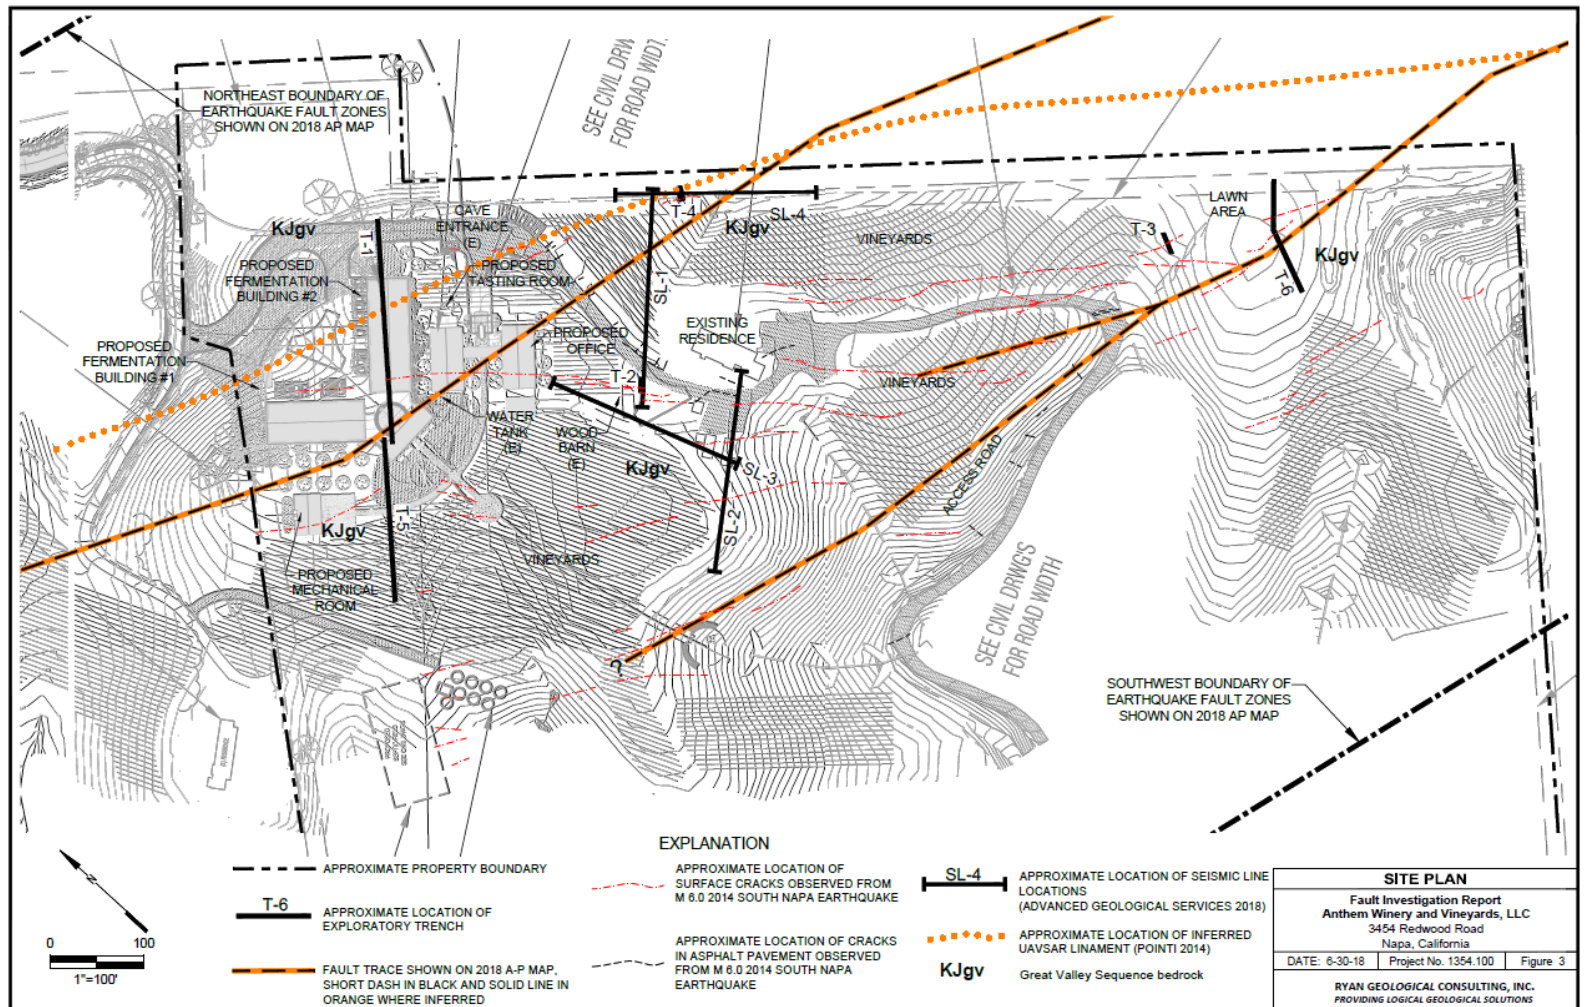 NORTHEAST BOUNDARY OF
EARTHQUAKE FAULT ZONES
SHOWN ON 2018 AP MAP
SEE CIVIL DRW
FOR ROAD WIDT
KJgv
T-1
CAVE
ENTRANCE
(E)
PROPOSED
FERMENTATION
BUILDING #2
PROPOSED
TASTING ROOM
T-4
SL-4
KJgv
VINEYARDS
T-3
LAWN
AREA
KJgv
T-6
SL-1
PROPOSED
FERMENTATION
BUILDING #1
PROPOSED
OFFICE
EXISTING
RESIDENCE
T-2
VINEYARDS
WATER
TANK
(E)
WOOD
BARN
(E)
KJgv
SL-3
SL-2
ACCESS ROAD
T-5
KJgv
VINEYARDS
PROPOSED
MECHANICAL
ROOM
SEE CIVIL DRWG'S
FOR ROAD WIDTH
?
SOUTHWEST BOUNDARY OF
EARTHQUAKE FAULT ZONES
SHOWN ON 2018 AP MAP
EXPLANATION
N
0 100
1"=100'
APPROXIMATE PROPERTY BOUNDARY
T-6
APPROXIMATE LOCATION OF
EXPLORATORY TRENCH
FAULT TRACE SHOWN ON 2018 A-P MAP,
SHORT DASH IN BLACK AND SOLID LINE IN
ORANGE WHERE INFERRED
APPROXIMATE LOCATION OF
SURFACE CRACKS OBSERVED FROM
M 6.0 2014 SOUTH NAPA EARTHQUAKE
APPROXIMATE LOCATION OF CRACKS
IN ASPHALT PAVEMENT OBSERVED
FROM M 6.0 2014 SOUTH NAPA
EARTHQUAKE
SL-4
APPROXIMATE LOCATION OF SEISMIC LINE
LOCATIONS
(ADVANCED GEOLOGICAL SERVICES 2018)
APPROXIMATE LOCATION OF INFERRED
UAVSAR LINAMENT (POINTI 2014)
KJgv
Great Valley Sequence bedrock
SITE PLAN
Fault Investigation Report
Anthem Winery and Vineyards, LLC
3454 Redwood Road
Napa, California
DATE: 6-30-18 Project No. 1354.100 Figure 3
RYAN GEOLOGICAL CONSULTING, INC.
PROVIDING LOGICAL GEOLOGICAL SOLUTIONS